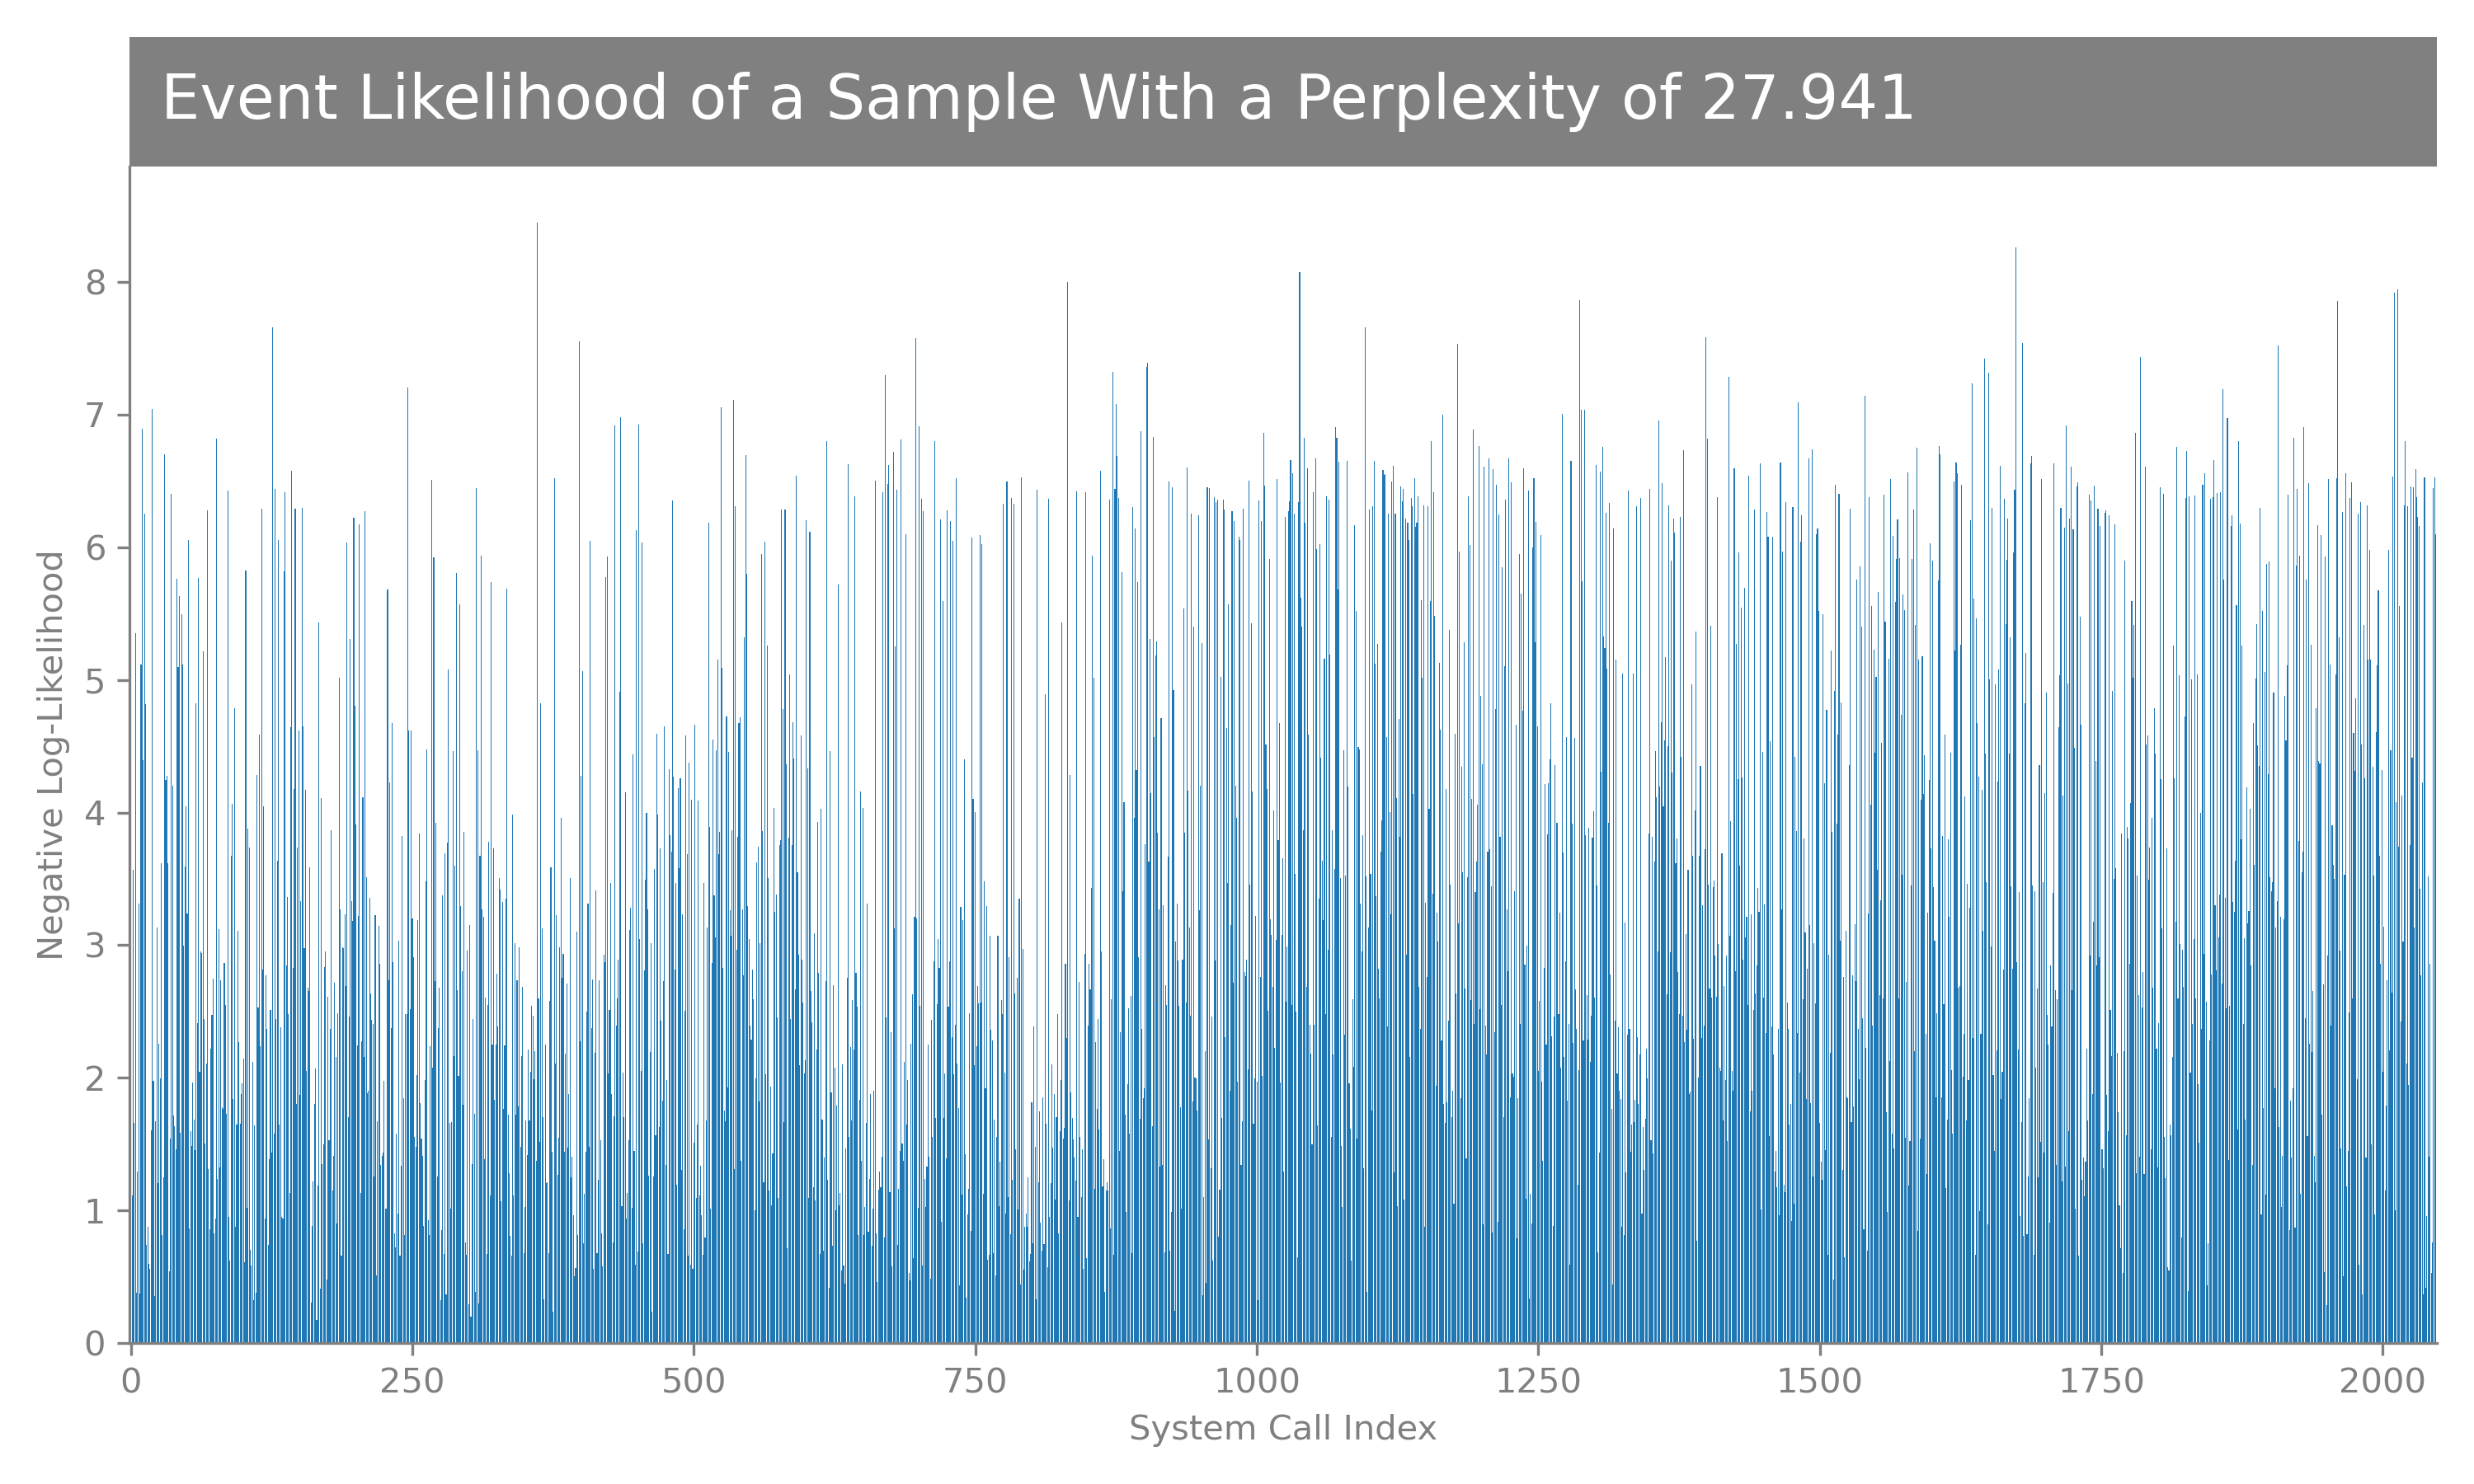 Event Likelihood of a Sample With a Perplexity of 27.941
Negative Log-Likelihood
8
7
6
5
4
3
2
1
0
0 250 500 750 1000 1250 1500 1750 2000
System Call Index